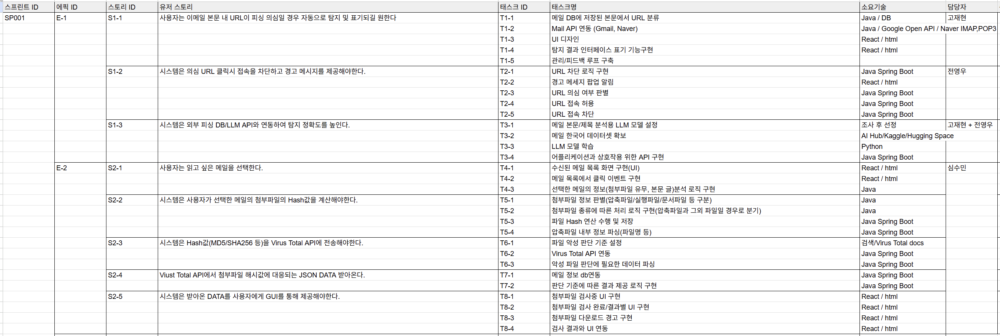 스프린트 ID 에픽 ID 스토리 ID 유저 스토리 태스크 ID 태스크명 소요기술 담당자
SP001 E-1 S1-1 사용자는 이메일 본문 내 URL이 피싱 의심일 경우 자동으로 탐지 및 표기되길 원한다 T1-1 메일 DB에 저장된 본문에서 URL 분류 Java / DB 고재현
T1-2 Mail API 연동 (Gmail, Naver) Java / Google Open API / Naver IMAP,POP3
T1-3 UI 디자인 React / html
T1-4 탐지 결과 인터페이스 표기 기능구현 React / html
T1-5 관리/피드백 루프 구축
S1-2 시스템은 의심 URL 클릭시 접속을 차단하고 경고 메시지를 제공해야한다. T2-1 URL 차단 로직 구현 Java Spring Boot 전영우
T2-2 경고 메세지 팝업 알림 React / html
T2-3 URL 의심 여부 판별 Java Spring Boot
T2-4 URL 접속 허용 Java Spring Boot
T2-5 URL 접속 차단 Java Spring Boot
S1-3 시스템은 외부 피싱 DB/LLM API와 연동하여 탐지 정확도를 높인다. T3-1 메일 본문/제목 분석용 LLM 모델 설정 조사 후 선정 고재현 + 전영우
T3-2 메일 한국어 데이터셋 확보 AI Hub/Kaggle/Hugging Space
T3-3 LLM 모델 학습 Python
T3-4 어플리케이션과 상호작용 위한 API 구현 Java Spring Boot
E-2 S2-1 사용자는 읽고 싶은 메일을 선택한다. T4-1 수신된 메일 목록 화면 구현(UI) React / html 심수민
T4-2 메일 목록에서 클릭 이벤트 구현 React / html
T4-3 선택한 메일의 정보(첨부파일 유무, 본문 글)분석 로직 구현 Java
S2-2 시스템은 사용자가 선택한 메일의 첨부파일의 Hash값을 계산해야한다. T5-1 첨부파일 정보 판별(압축파일/실행파일/문서파일 등 구분) Java
T5-2 첨부파일 종류에 따른 처리 로직 구현(압축파일과 그외 파일일 경우로 분기) Java
T5-3 파일 Hash 연산 수행 및 저장 Java Spring Boot
T5-4 압축파일 내부 정보 파싱(파일명 등) Java Spring Boot
S2-3 시스템은 Hash값(MD5/SHA256 등)을 Virus Total API에 전송해야한다. T6-1 파일 악성 판단 기준 설정 검색/Virus Total docs
T6-2 Virus Total API 연동 Java Spring Boot
T6-3 악성 파일 판단에 필요한 데이터 파싱 Java Spring Boot
S2-4 Viust Total API에서 첨부파일 해시값에 대응되는 JSON DATA 받아온다. T7-1 메일 정보 db연동 Java Spring Boot
T7-2 판단 기준에 따른 결과 제공 로직 구현 Java Spring Boot
S2-5 시스템은 받아온 DATA를 사용자에게 GUI를 통해 제공해야한다. T8-1 첨부파일 검사중 UI 구현 React / html
T8-2 첨부파일 검사 완료/결과별 UI 구현 React / html
T8-3 첨부파일 다운로드 경고 구현 React / html
T8-4 검사 결과와 UI 연동 React / html